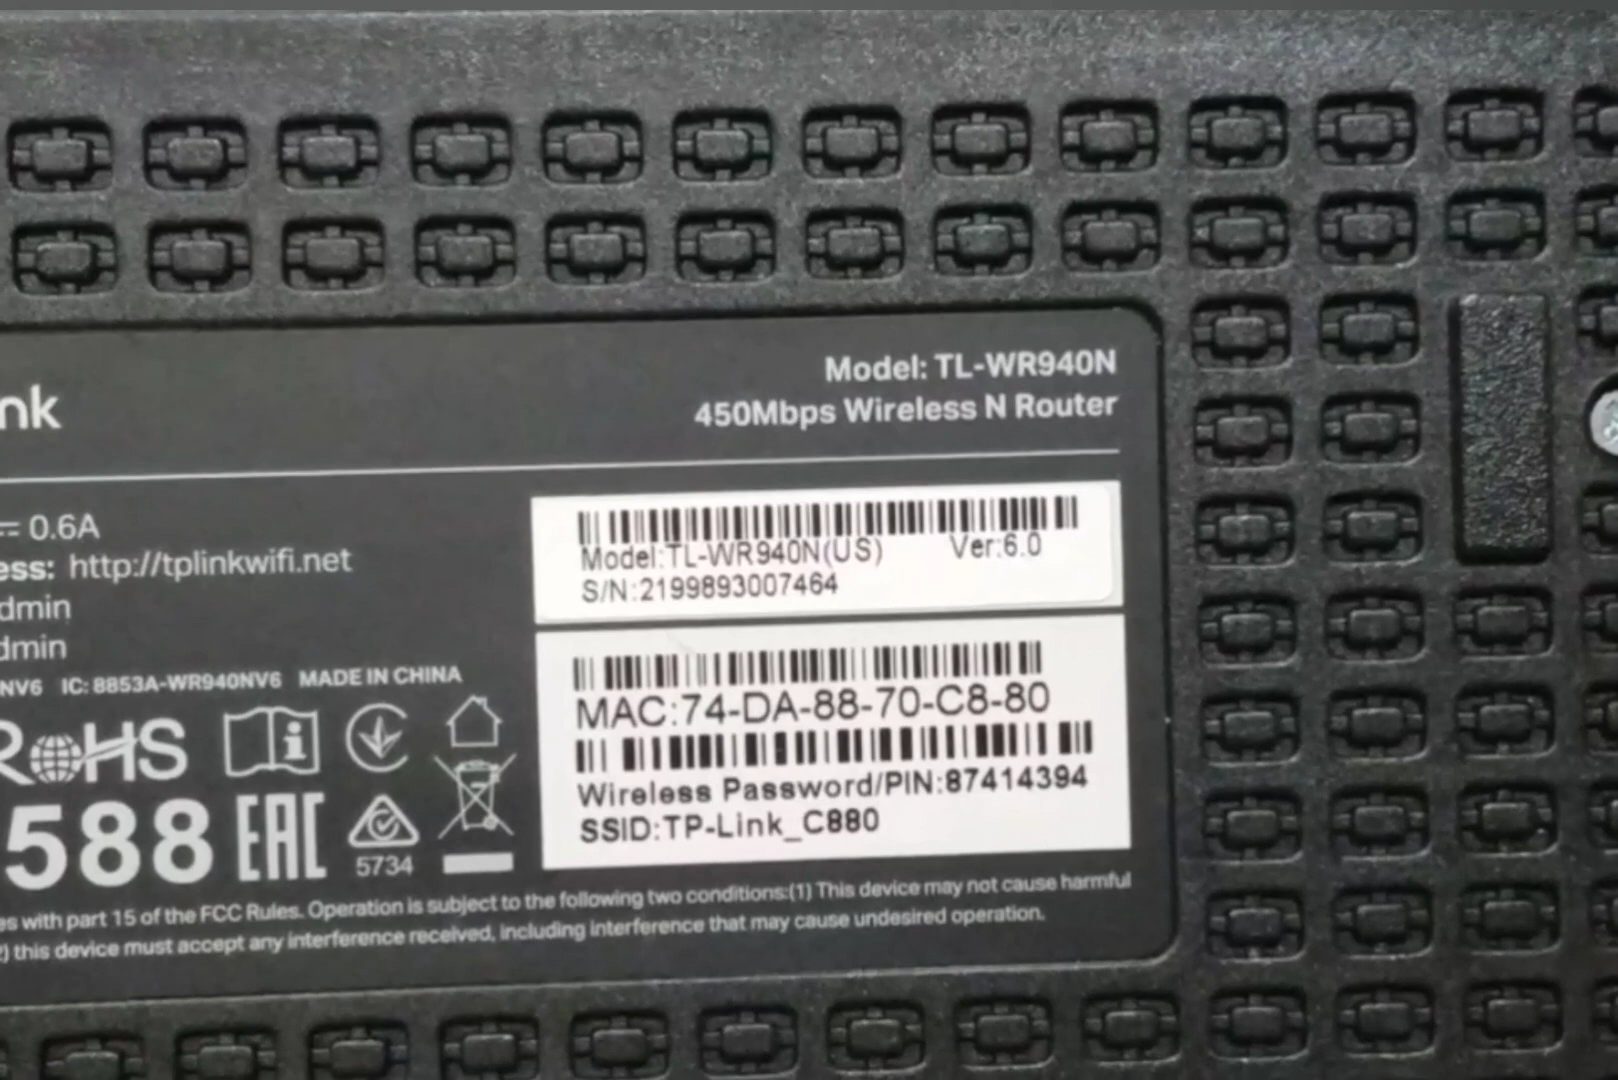 nk
Model: TL-WR940N
450Mbps Wireless N Router
0.6A
ess: http://tplinkwifi.net
dmin
dmin
NV6 IC: 8853A-WR940NV6 MADE IN CHINA
Model:TL-WR940N(US) Ver:6.0
S/N:2199893007464
MAC:74-DA-88-70-C8-80
Wireless Password/PIN:87414394
SSID:TP-Link_C880
RoHS
588 EAC
5734
es with part 15 of the FCC Rules. Operation is subject to the following two conditions:(1) This device may not cause harmful
2) this device must accept any interference received, including interference that may cause undesired operation.